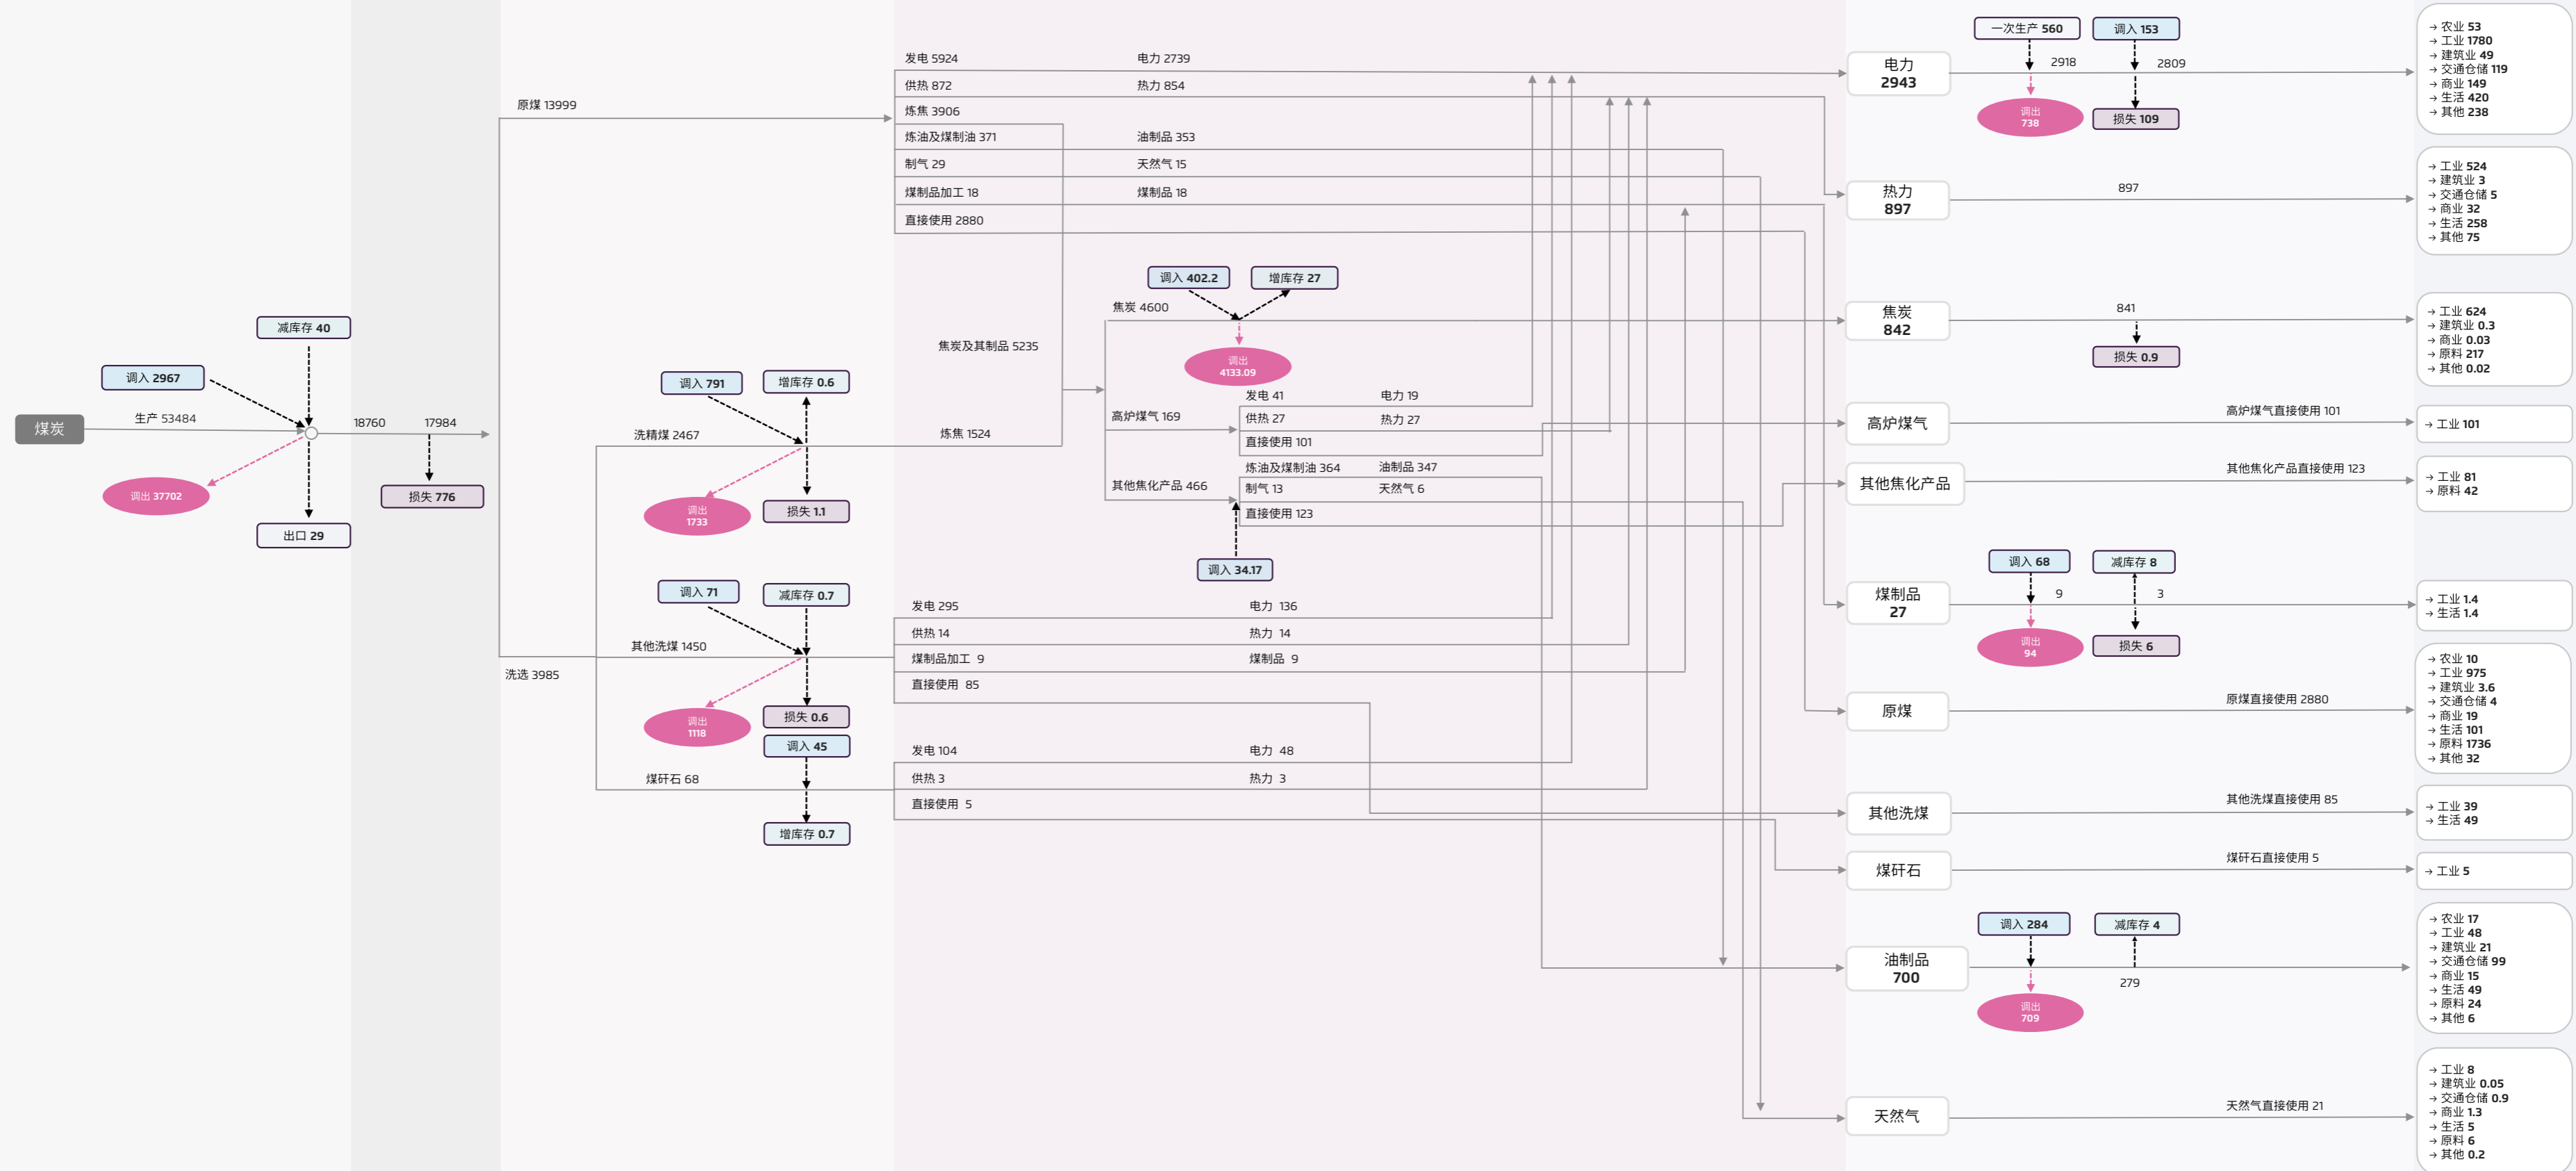 煤炭
生产 53484
调入 2967
减库存 40
调出 37702
出口 29
18760
17984
损失 776
原煤 13999
洗选 3985
洗精煤 2467
调入 791
增库存 0.6
调出
1733
损失 1.1
其他洗煤 1450
调入 71
减库存 0.7
调出
1118
损失 0.6
煤矸石 68
调入 45
增库存 0.7
发电 5924
电力 2739
供热 872
热力 854
炼焦 3906
炼油及煤制油 371
油制品 353
制气 29
天然气 15
煤制品加工 18
煤制品 18
直接使用 2880
炼焦 1524
焦炭及其制品 5235
焦炭 4600
调入 402.2
增库存 27
调出
4133.09
高炉煤气 169
发电 41
电力 19
供热 27
热力 27
直接使用 101
其他焦化产品 466
炼油及煤制油 364
油制品 347
制气 13
天然气 6
直接使用 123
调入 34.17
发电 295
电力 136
供热 14
热力 14
煤制品加工 9
煤制品 9
直接使用 85
发电 104
电力 48
供热 3
热力 3
直接使用 5
电力
2943
一次生产 560
调入 153
2918
2809
调出
738
损失 109
→ 农业 53
→ 工业 1780
→ 建筑业 49
→ 交通仓储 119
→ 商业 149
→ 生活 420
→ 其他 238
热力
897
897
→ 工业 524
→ 建筑业 3
→ 交通仓储 5
→ 商业 32
→ 生活 258
→ 其他 75
焦炭
842
841
损失 0.9
→ 工业 624
→ 建筑业 0.3
→ 商业 0.03
→ 原料 217
→ 其他 0.02
高炉煤气
高炉煤气直接使用 101
→ 工业 101
其他焦化产品
其他焦化产品直接使用 123
→ 工业 81
→ 原料 42
煤制品
27
调入 68
减库存 8
9
3
调出
94
损失 6
→ 工业 1.4
→ 生活 1.4
原煤
原煤直接使用 2880
→ 农业 10
→ 工业 975
→ 建筑业 3.6
→ 交通仓储 4
→ 商业 19
→ 生活 101
→ 原料 1736
→ 其他 32
其他洗煤
其他洗煤直接使用 85
→ 工业 39
→ 生活 49
煤矸石
煤矸石直接使用 5
→ 工业 5
油制品
700
调入 284
减库存 4
279
调出
709
→ 农业 17
→ 工业 48
→ 建筑业 21
→ 交通仓储 99
→ 商业 15
→ 生活 49
→ 原料 24
→ 其他 6
天然气
天然气直接使用 21
→ 工业 8
→ 建筑业 0.05
→ 交通仓储 0.9
→ 商业 1.3
→ 生活 5
→ 原料 6
→ 其他 0.2